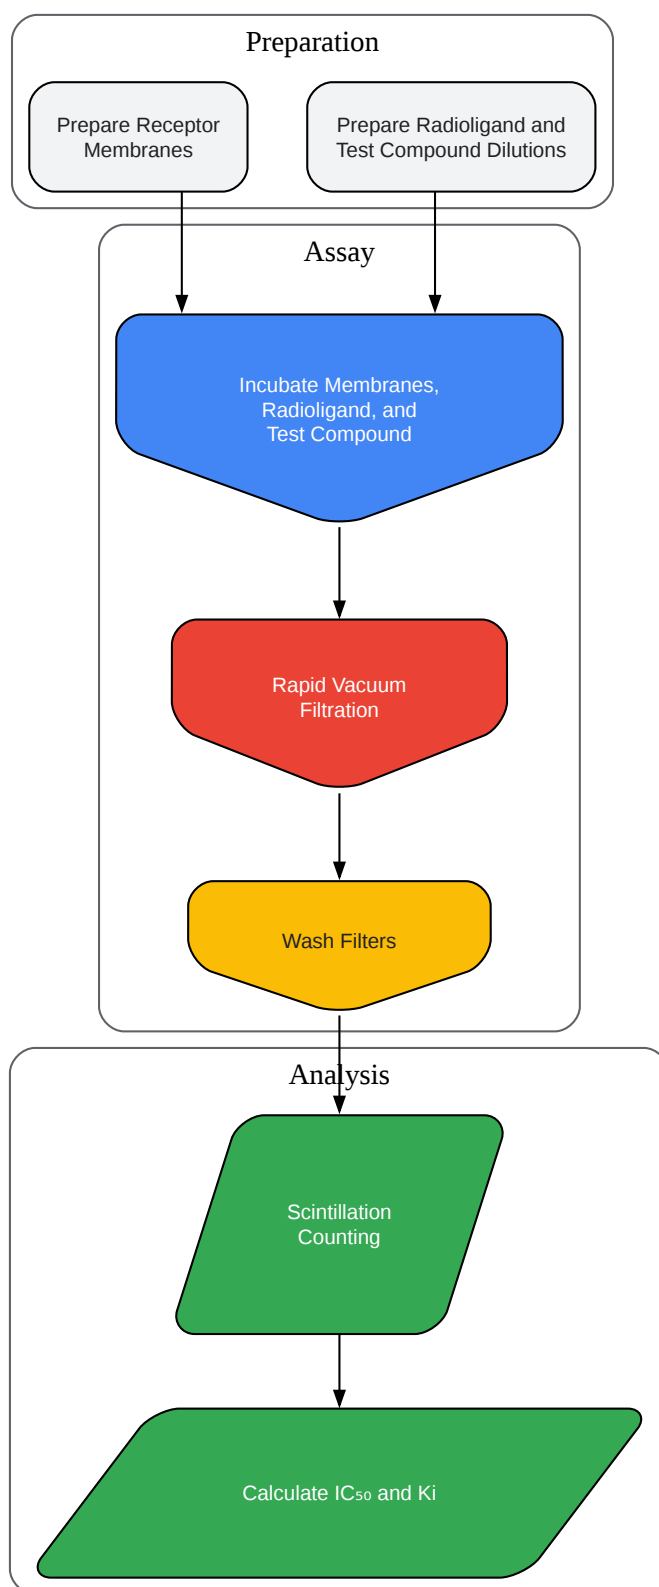 Preparation
Prepare Receptor
Membranes
Prepare Radioligand and
Test Compound Dilutions
Assay
Incubate Membranes,
Radioligand, and
Test Compound
Rapid Vacuum
Filtration
Wash Filters
Analysis
Scintillation
Counting
Calculate IC₅₀ and Ki